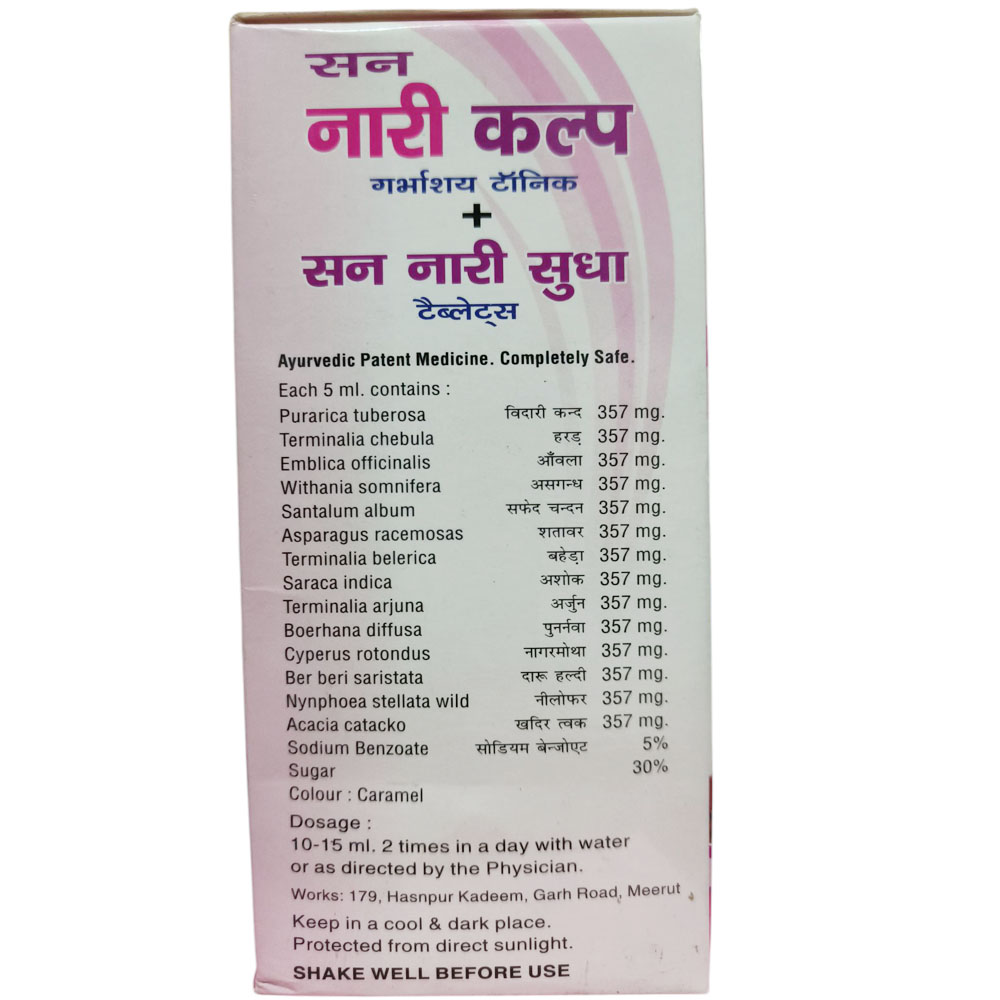 सन
नारी कल्प
गर्भाशय टॉनिक
+
सन नारी सुधा
टैब्लेट्स
Ayurvedic Patent Medicine. Completely Safe.
Each 5 ml. contains :
Purarica tuberosa विदारी कन्द 357 mg.
Terminalia chebula हरड़ 357 mg.
Emblica officinalis आँवला 357 mg.
Withania somnifera असगन्ध 357 mg.
Santalum album सफेद चन्दन 357 mg.
Asparagus racemosas शतावर 357 mg.
Terminalia belerica बहेड़ा 357 mg.
Saraca indica अशोक 357 mg.
Terminalia arjuna अर्जुन 357 mg.
Boerhana diffusa पुनर्नवा 357 mg.
Cyperus rotondus नागरमोथा 357 mg.
Ber beri saristata दारू हल्दी 357 mg.
Nynphoea stellata wild नीलोफर 357 mg.
Acacia catacko खदिर त्वक 357 mg.
Sodium Benzoate सोडियम बेन्जोएट 5%
Sugar 30%
Colour : Caramel
Dosage :
10-15 ml. 2 times in a day with water
or as directed by the Physician.
Works: 179, Hasnpur Kadeem, Garh Road, Meerut
Keep in a cool & dark place.
Protected from direct sunlight.
SHAKE WELL BEFORE USE